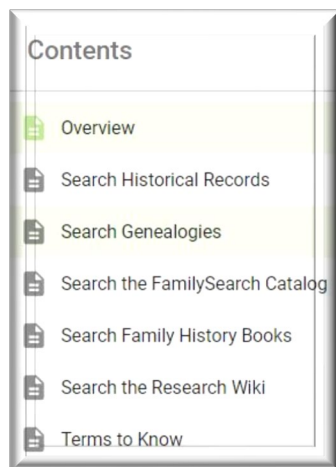 Contents
Overview
Search Historical Records
Search Genealogies
Search the FamilySearch Catalog
Search Family History Books
Search the Research Wiki
Terms to Know